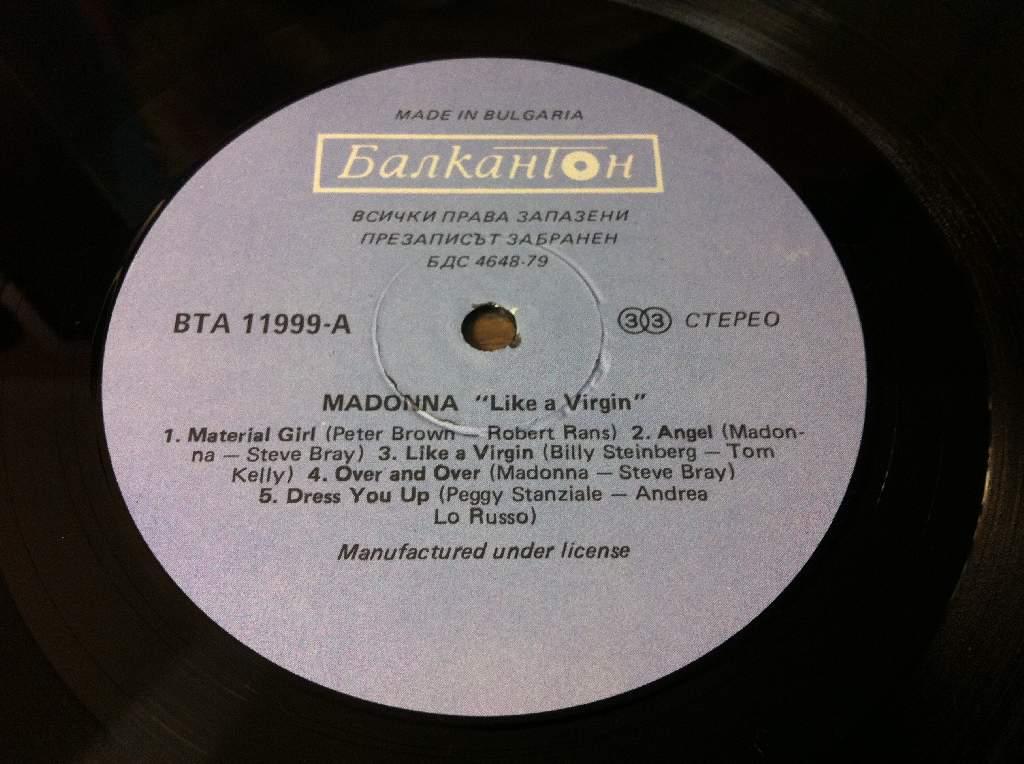 MADE IN BULGARIA
Балкантон
ВСИЧКИ ПРАВА ЗАПАЗЕНИ
ПРЕЗАПИСЪТ ЗАБРАНЕН
БДС 4648-79
ВТА 11999-А
33 СТЕРЕО
MADONNA "Like a Virgin"
1. Material Girl (Peter Brown — Robert Rans) 2. Angel (Madon-
na — Steve Bray) 3. Like a Virgin (Billy Steinberg — Tom
Kelly) 4. Over and Over (Madonna — Steve Bray)
5. Dress You Up (Peggy Stanziale — Andrea
Lo Russo)
Manufactured under license